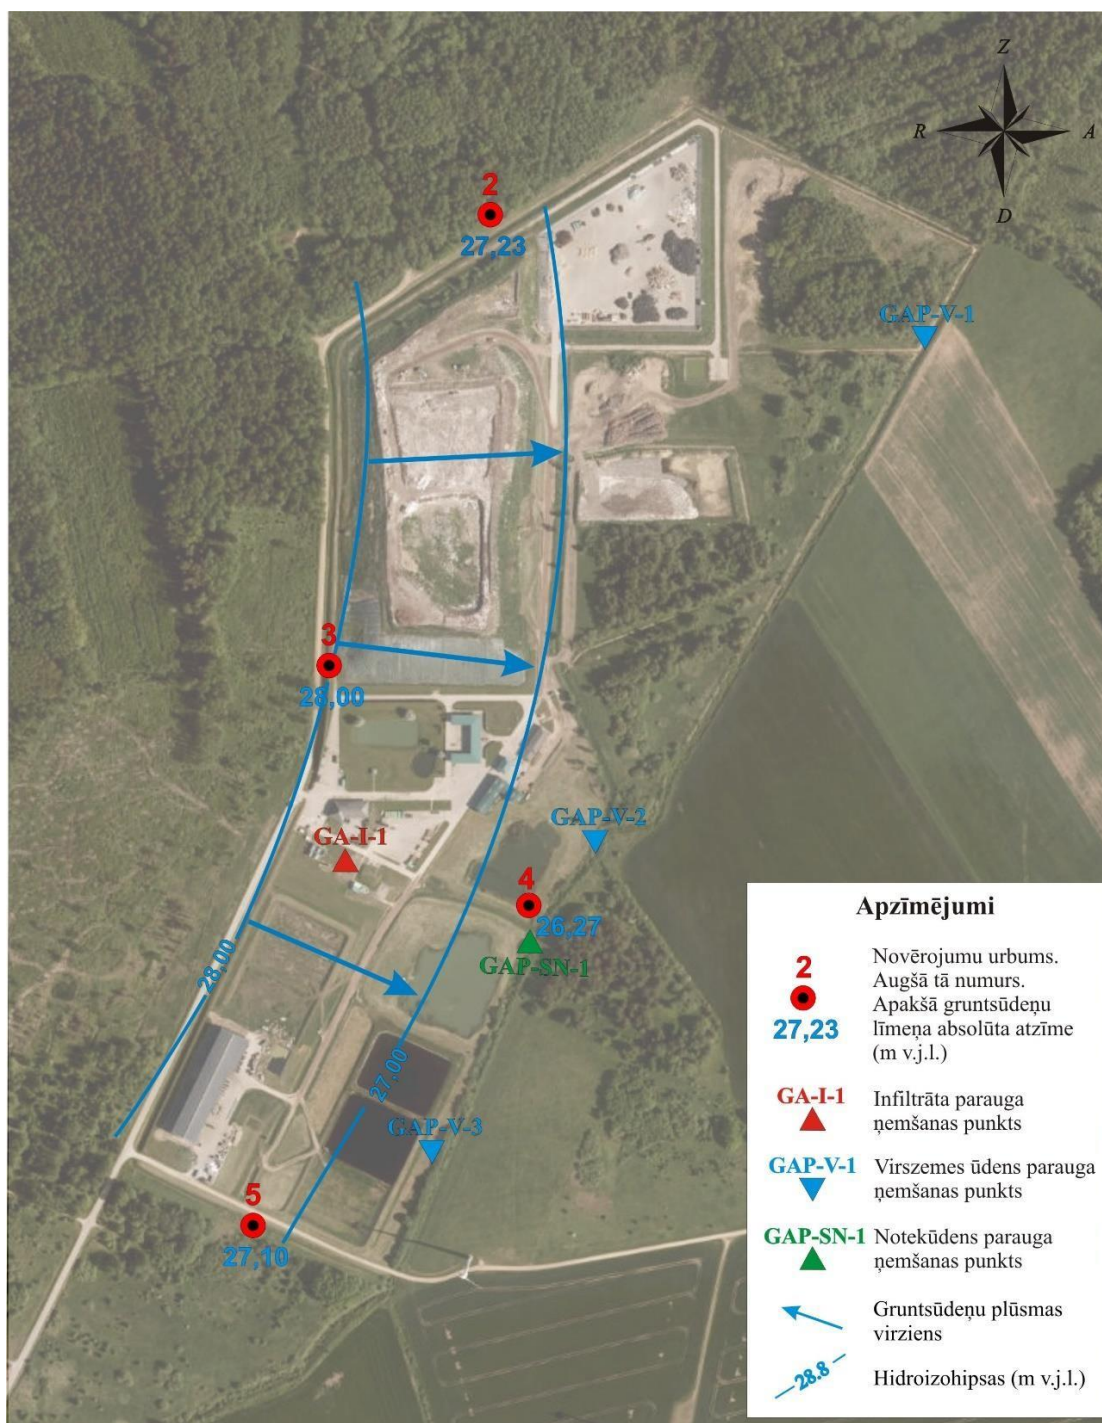 Z
R
A
D
2
27,23
GAP-V-1
3
28,00
GA-I-1
GAP-V-2
4
26,27
GAP-SN-1
28,00
27,00
GAP-V-3
5
27,10
Apzīmējumi
2
27,23
Novērojumu urbums.
Augšā tā numurs.
Apakšā gruntsūdeņu
līmeņa absolūta atzīme
(m v.j.l.)
GA-I-1
Infiltrāta parauga
ņemšanas punkts
GAP-V-1
Virszemes ūdens parauga
ņemšanas punkts
GAP-SN-1
Notekūdens parauga
ņemšanas punkts
Gruntsūdeņu plūsmas
virziens
28.8
Hidroizohipsas (m v.j.l.)